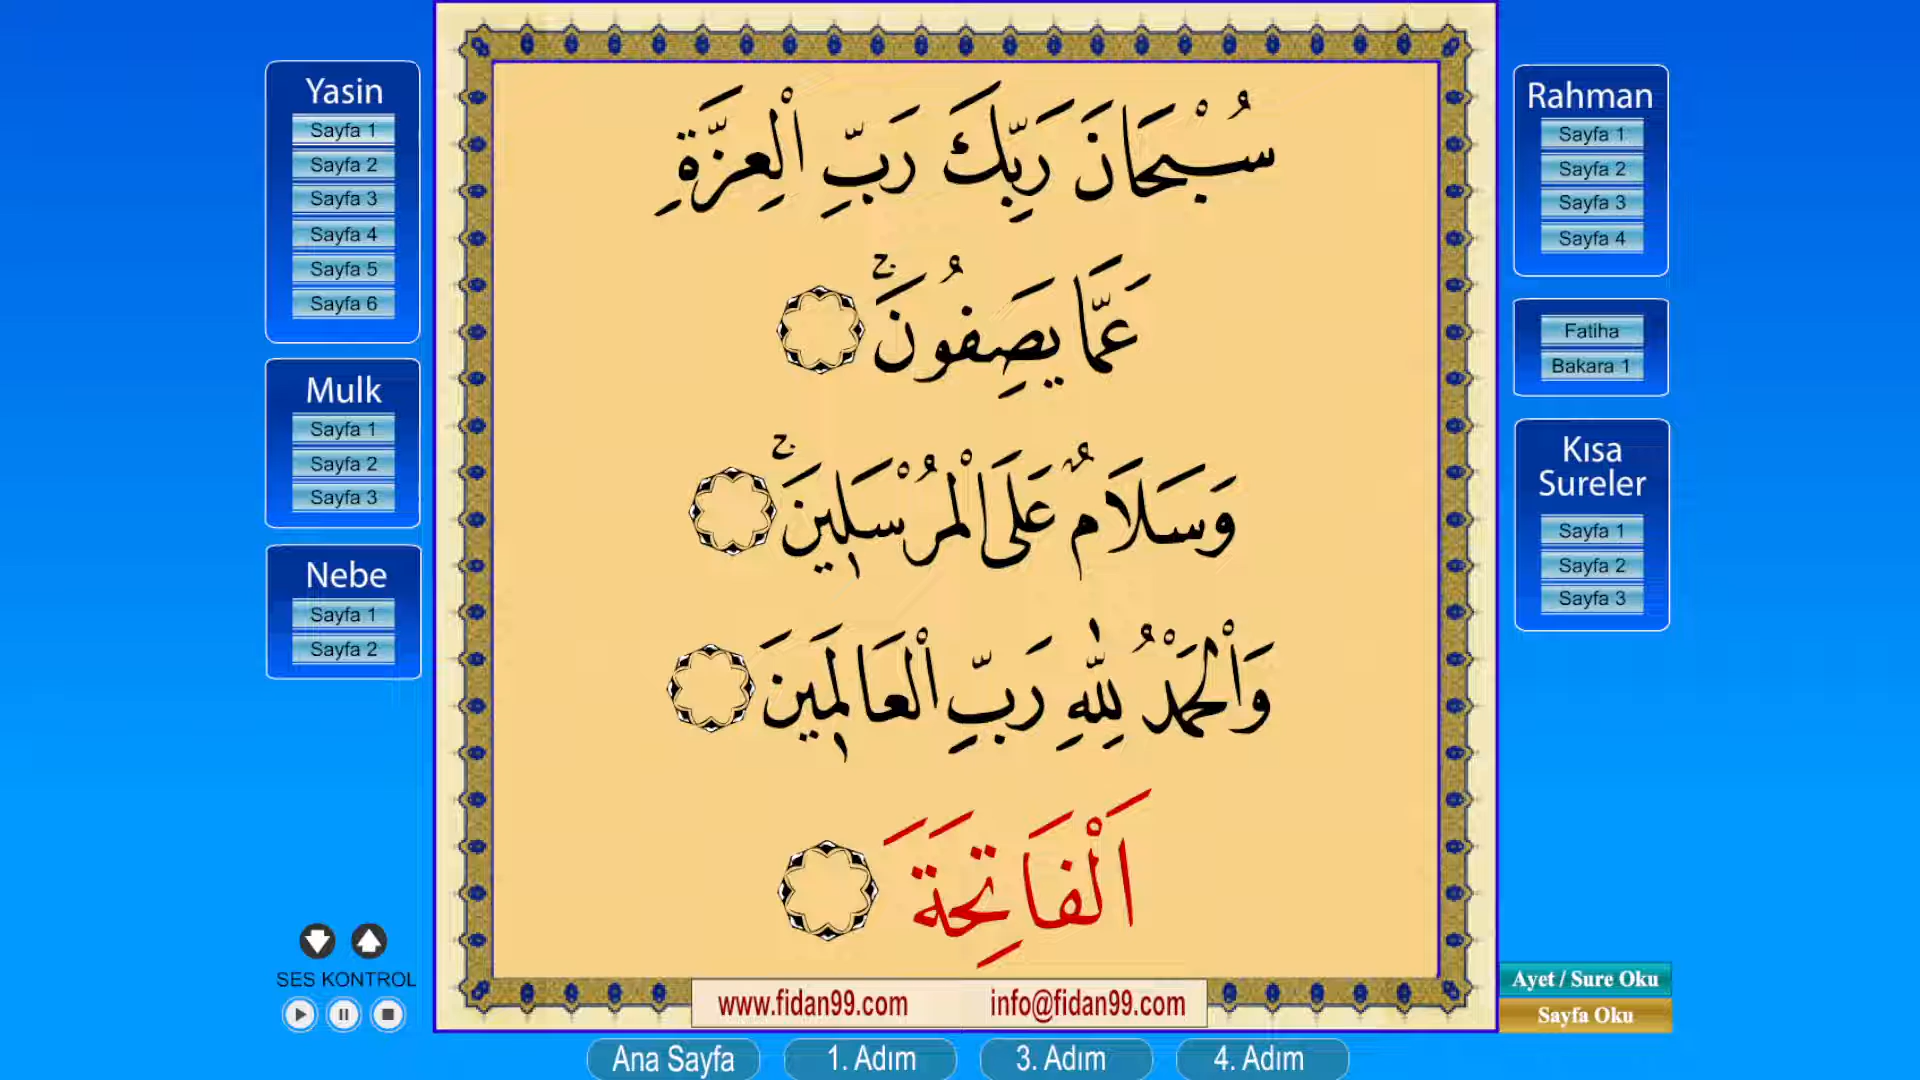 Yasin
Sayfa 1
Sayfa 2
Sayfa 3
Sayfa 4
Sayfa 5
Sayfa 6
Mulk
Sayfa 1
Sayfa 2
Sayfa 3
Nebe
Sayfa 1
Sayfa 2
SES KONTROL
سُبْحَانَ رَبِّكَ رَبِّ الْعِزَّةِ
عَمَّا يَصِفُونَۚ
وَسَلَامٌ عَلَى الْمُرْسَلٖينَۚ
وَالْحَمْدُ لِلّٰهِ رَبِّ الْعَالَمٖينَ
اَلْفَاتِحَةَ
www.fidan99.com info@fidan99.com
Rahman
Sayfa 1
Sayfa 2
Sayfa 3
Sayfa 4
Fatiha
Bakara 1
Kısa
Sureler
Sayfa 1
Sayfa 2
Sayfa 3
Ayet / Sure Oku
Sayfa Oku
Ana Sayfa 1. Adım 3. Adım 4. Adım